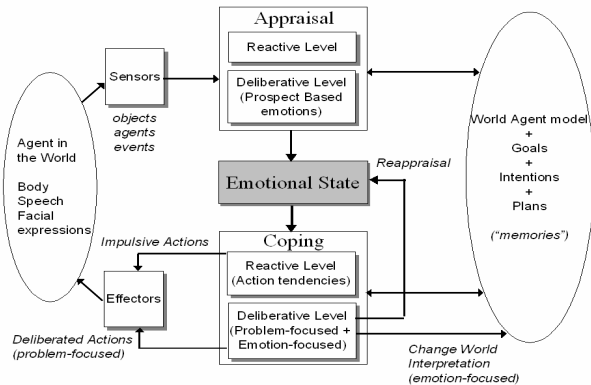 Appraisal
Reactive Level
Deliberative Level
(Prospect Based
emotions)
Sensors
objects
agents
events
Agent in
the World
Body
Speech
Facial
expressions
World Agent model
+
Goals
+
Intentions
+
Plans
(“memories”)
Reappraisal
Emotional State
Impulsive Actions
Coping
Reactive Level
(Action tendencies)
Effectors
Deliberative Level
(Problem-focused +
Emotion-focused)
Deliberated Actions
(problem-focused)
Change World
Interpretation
(emotion-focused)